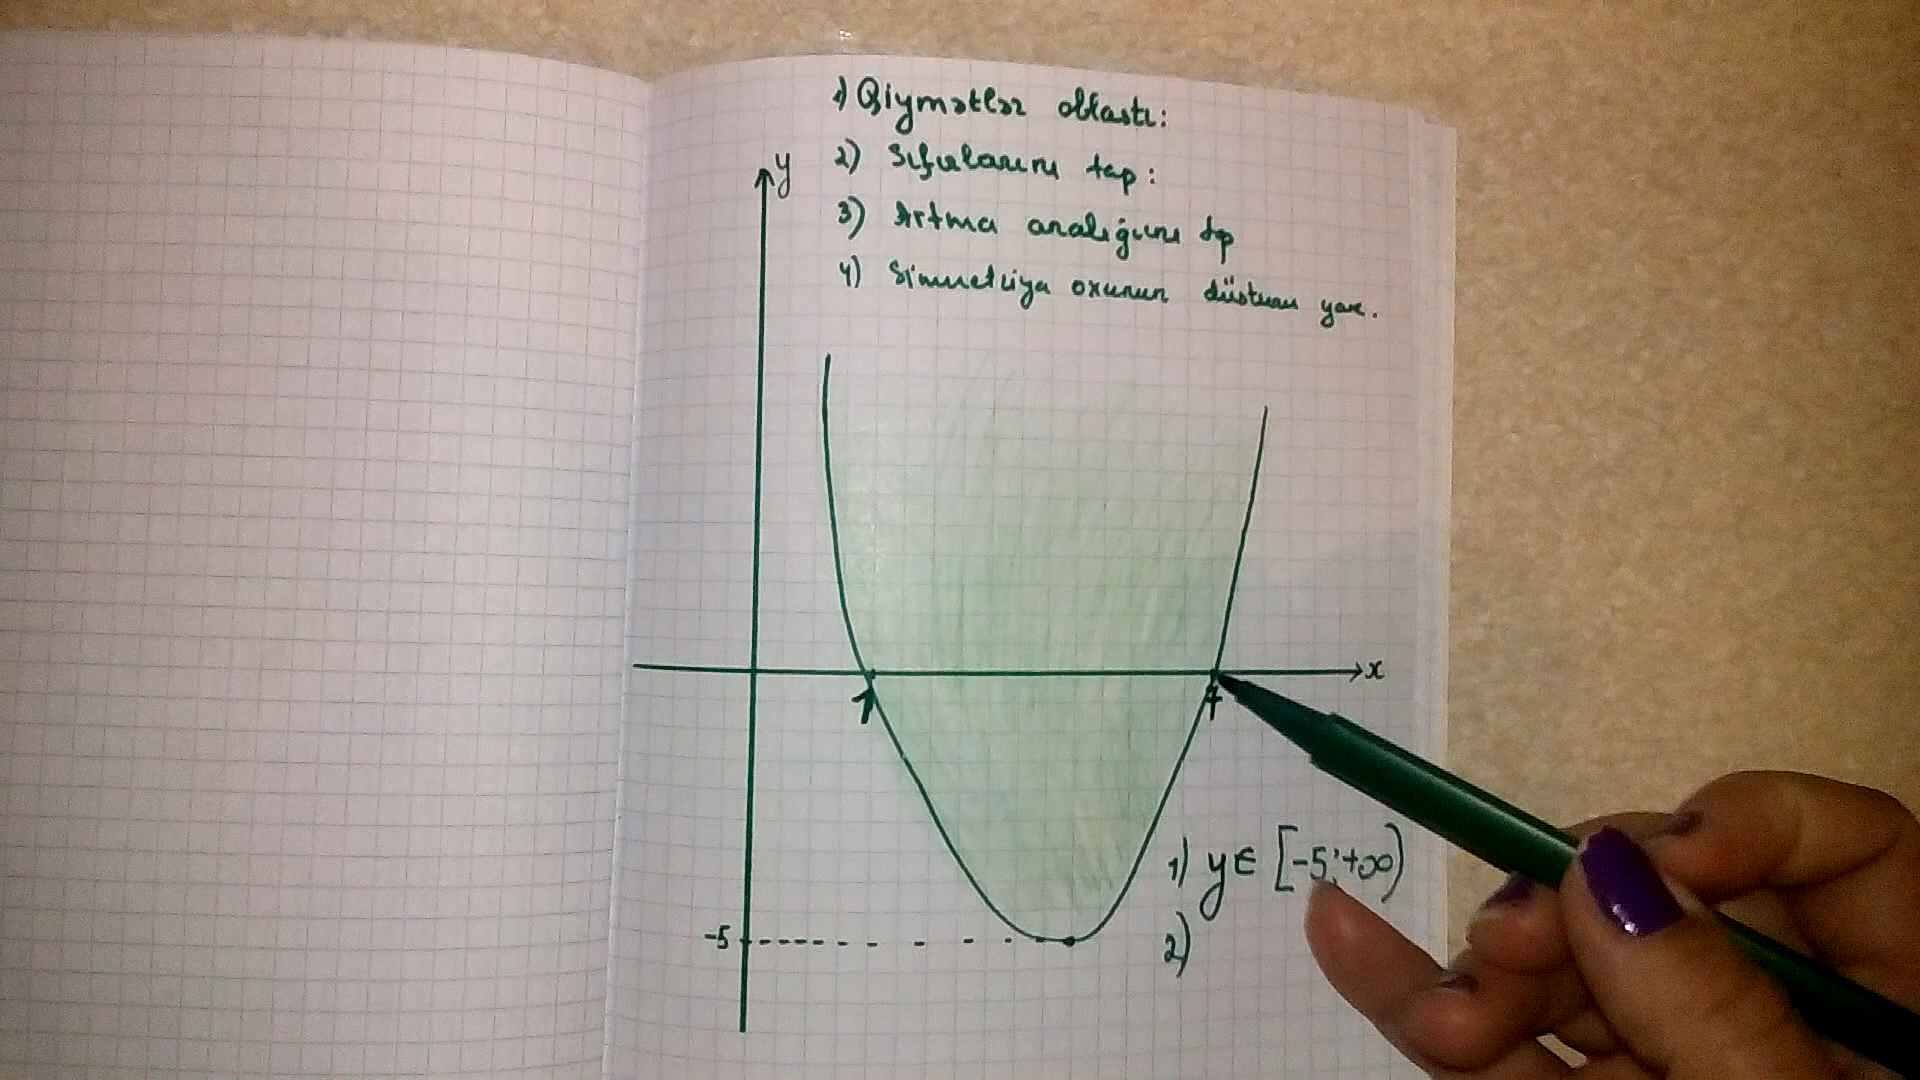 1) Qiymətlər oblastı:
2) Sıfırlarını tap:
3) Artma aralığını tap
4) Simmetriya oxunun düsturunu yaz.
y
x
1
7
-5
1) y∈ [-5;+∞)
2)